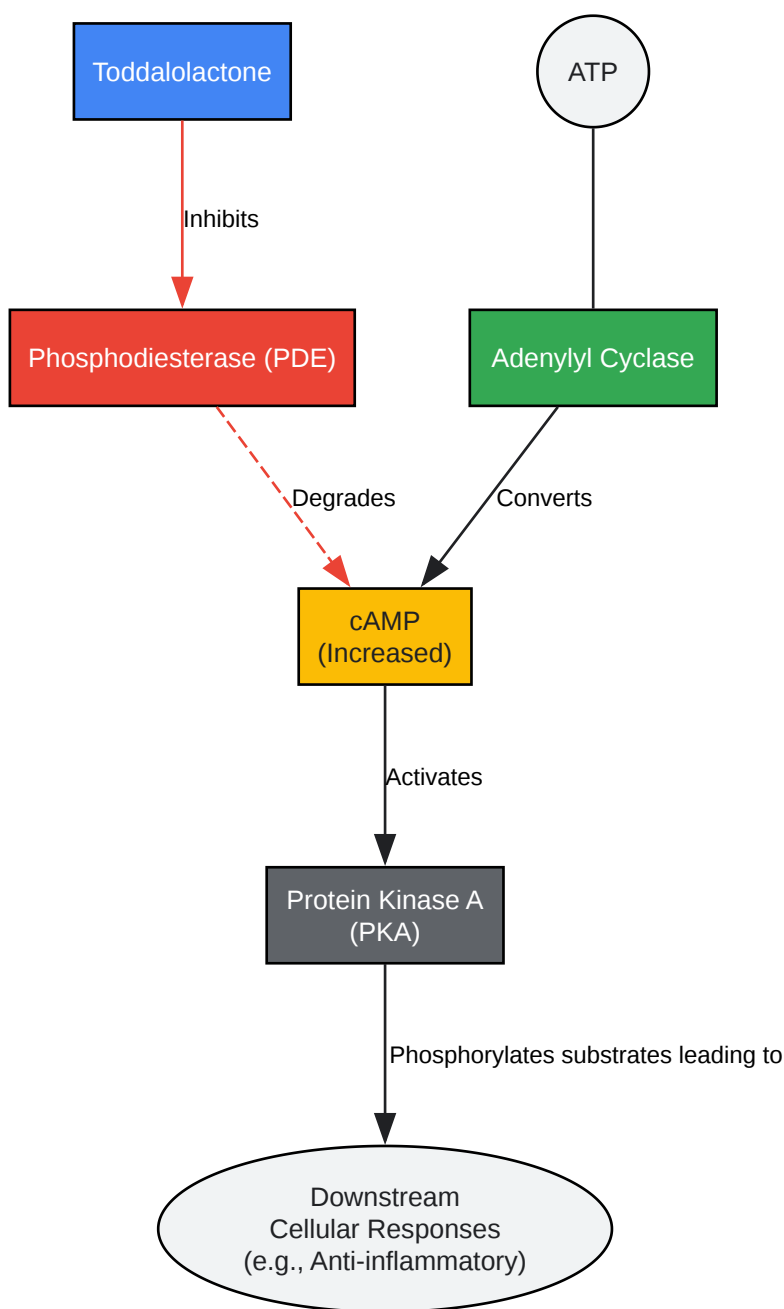 Toddalolactone
ATP
Inhibits
Phosphodiesterase (PDE)
Adenylyl Cyclase
Degrades
Converts
cAMP
(Increased)
Activates
Protein Kinase A
(PKA)
Phosphorylates substrates leading to
Downstream
Cellular Responses
(e.g., Anti-inflammatory)